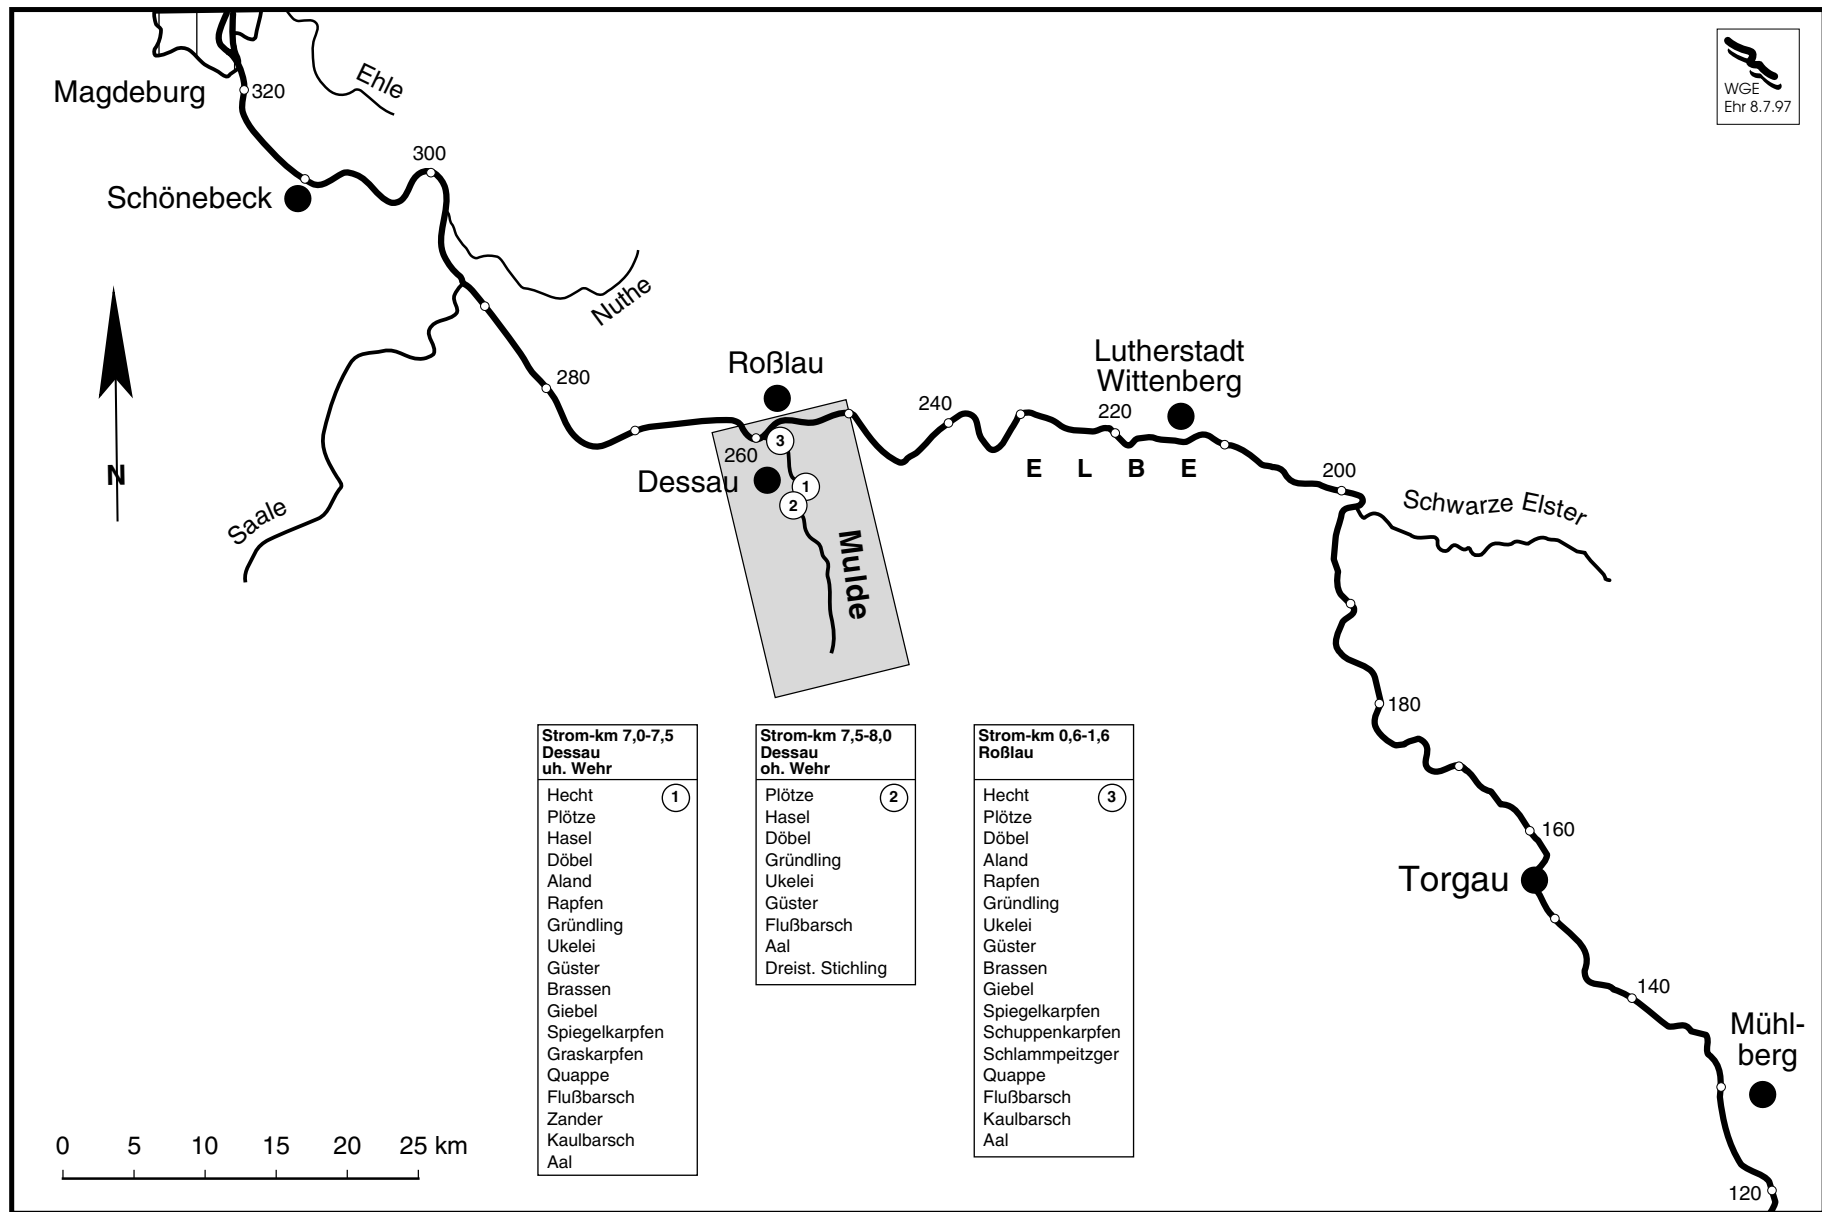 Magdeburg
320
Ehle
WGE
Ehr 8.7.97
300
Schönebeck
Nuthe
N
280
Saale
Roßlau
Lutherstadt
Wittenberg
240
220
260
3
Dessau
1
2
E L B E
200
Schwarze Elster
Mulde
180
160
Torgau
140
Mühl-
berg
120
Strom-km 7,0-7,5
Dessau
uh. Wehr
1
Hecht
Plötze
Hasel
Döbel
Aland
Rapfen
Gründling
Ukelei
Güster
Brassen
Giebel
Spiegelkarpfen
Graskarpfen
Quappe
Flußbarsch
Zander
Kaulbarsch
Aal
Strom-km 7,5-8,0
Dessau
oh. Wehr
2
Plötze
Hasel
Döbel
Gründling
Ukelei
Güster
Flußbarsch
Aal
Dreist. Stichling
Strom-km 0,6-1,6
Roßlau
3
Hecht
Plötze
Döbel
Aland
Rapfen
Gründling
Ukelei
Güster
Brassen
Giebel
Spiegelkarpfen
Schuppenkarpfen
Schlammpeitzger
Quappe
Flußbarsch
Kaulbarsch
Aal
0 5 10 15 20 25 km